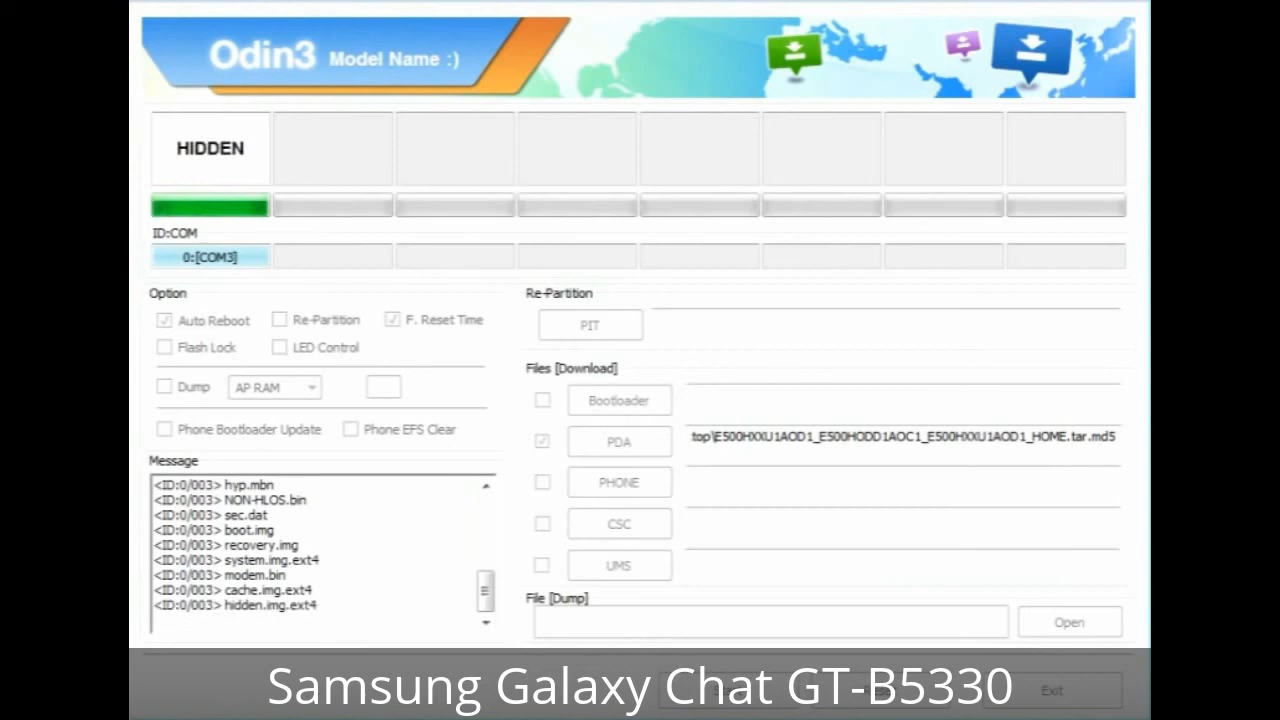 Odin3 Model Name :)
HIDDEN
ID:COM
0:[COM3]
Option
Auto Reboot Re-Partition F. Reset Time
Flash Lock LED Control
Dump AP RAM
Phone Bootloader Update Phone EFS Clear
Message
<ID:0/003> hyp.mbn
<ID:0/003> NON-HLOS.bin
<ID:0/003> sec.dat
<ID:0/003> boot.img
<ID:0/003> recovery.img
<ID:0/003> system.img.ext4
<ID:0/003> modem.bin
<ID:0/003> cache.img.ext4
<ID:0/003> hidden.img.ext4
Re-Partition
PIT
Files [Download]
Bootloader
PDA top\E500HXXU1AOD1_E500HODD1AOC1_E500HXXU1AOD1_HOME.tar.md5
PHONE
CSC
UMS
File [Dump]
Open
Exit
Samsung Galaxy Chat GT-B5330